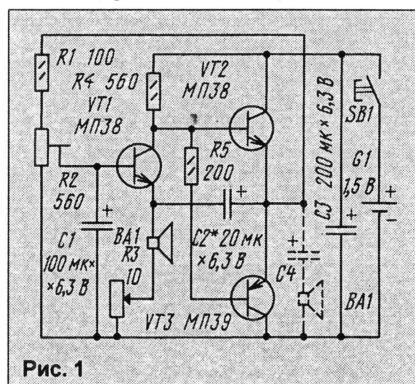 R1 100
R4 560
VT1
МП38
VT2
МП38
R2
560
R5
200
C1
100 мк×
×6,3 В
BA1
R3
10
C2* 20 мк
×6,3 В
C4
C3 200 мк × 6,3 В
SB1
G1
1,5 В
BA1
VT3 МП39
Рис. 1